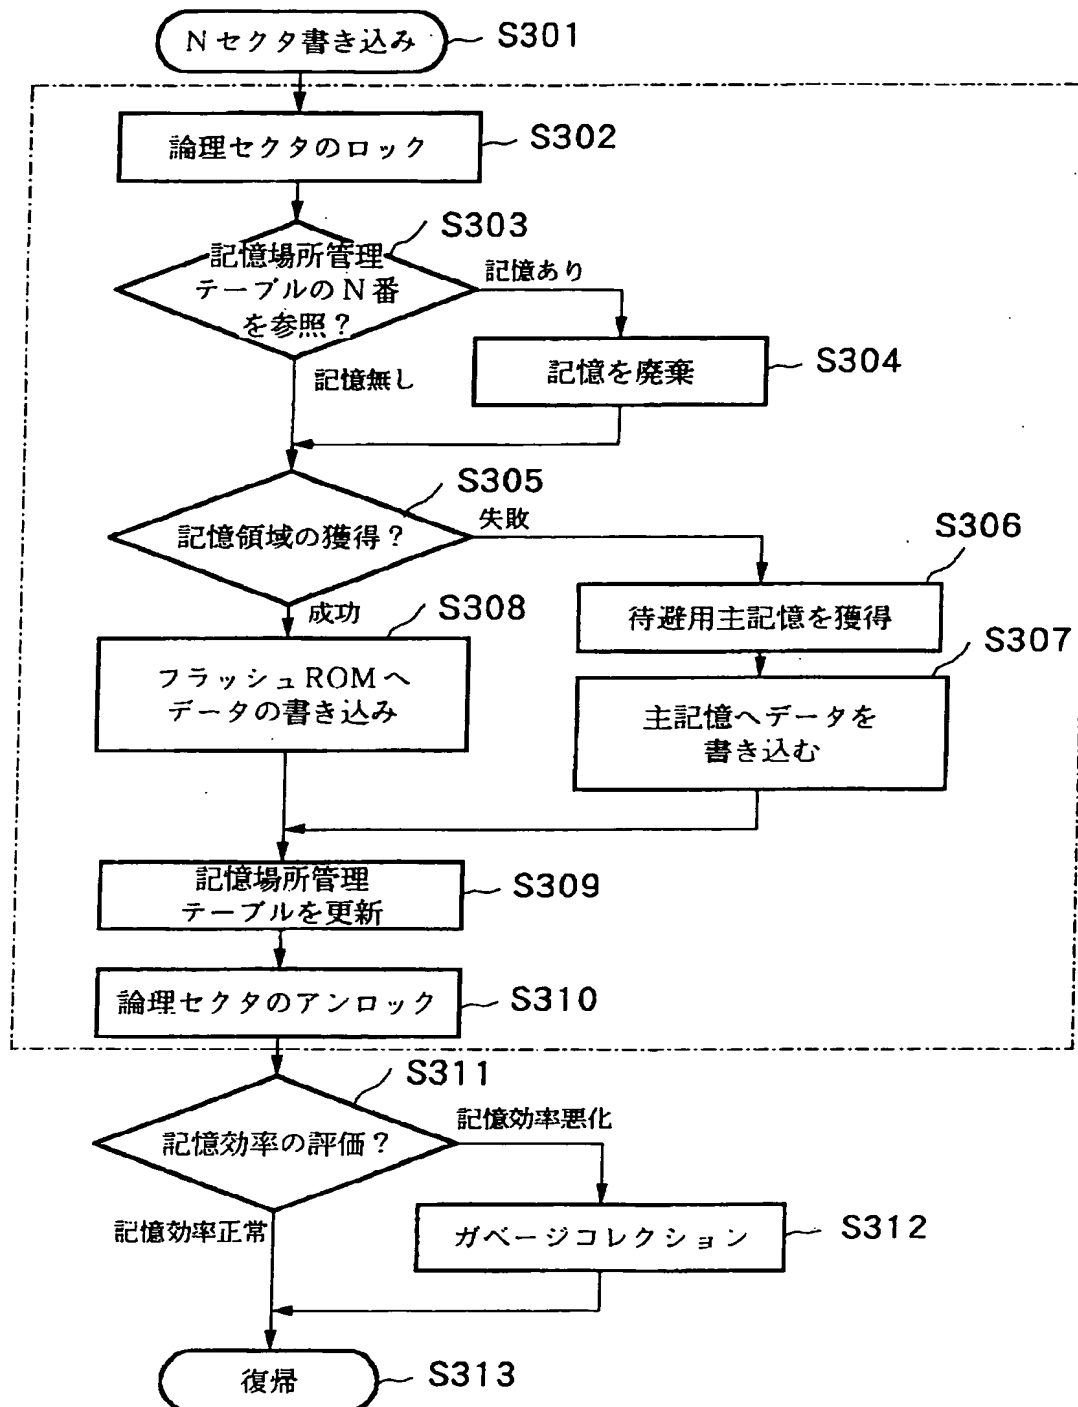 Nセクタ書き込み
S301
論理セクタのロック
S302
S303
記憶場所管理
テーブルのN番
を参照?
記憶あり
記憶無し
記憶を廃棄
S304
S305
記憶領域の獲得?
失敗
成功
S306
待避用主記憶を獲得
S308
フラッシュROMへ
データの書き込み
S307
主記憶へデータを
書き込む
記憶場所管理
テーブルを更新
S309
論理セクタのアンロック
S310
S311
記憶効率の評価?
記憶効率悪化
記憶効率正常
ガベージコレクション
S312
復帰
S313